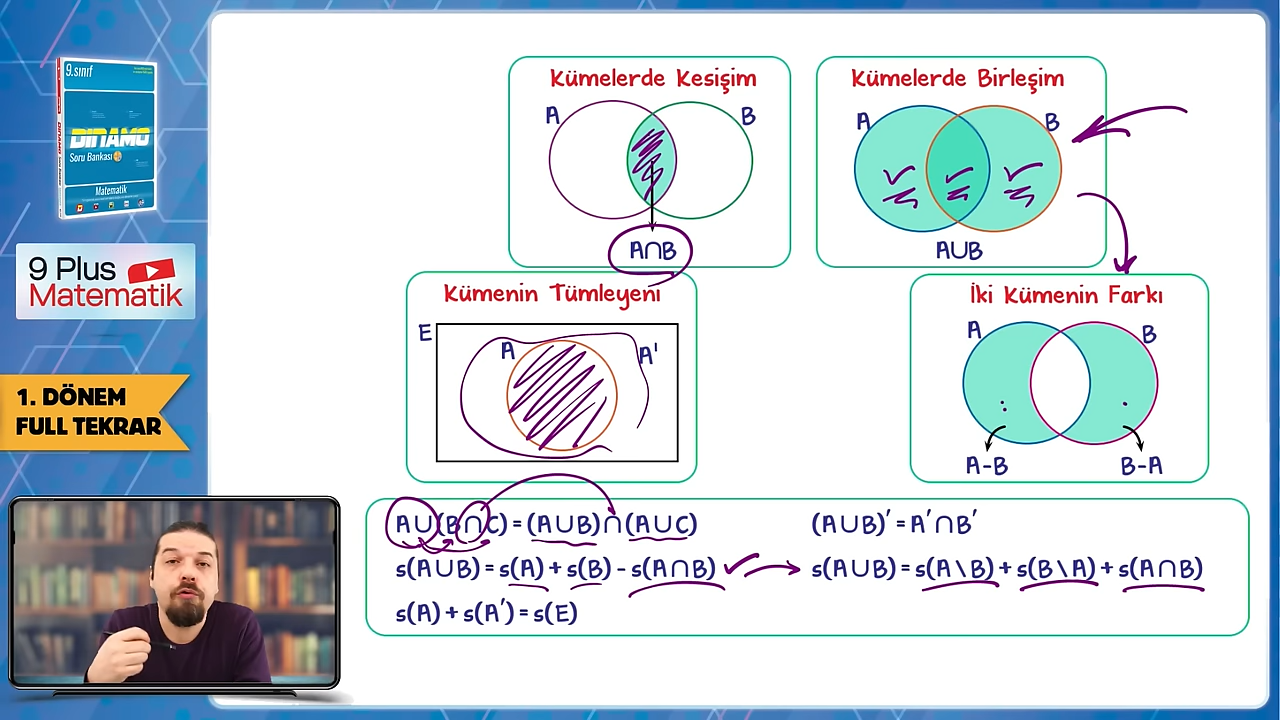 9.sınıf
DİNAMO
Soru Bankası
Matematik
9 Plus
Matematik
1. DÖNEM
FULL TEKRAR
Kümelerde Kesişim
A
B
A∩B
Kümelerde Birleşim
A
B
A∪B
Kümenin Tümleyeni
E
A
A'
İki Kümenin Farkı
A
B
A-B
B-A
A∪(B∩C)=(A∪B)∩(A∪C)
(A∪B)'=A'∩B'
s(A∪B)=s(A)+s(B)-s(A∩B)
s(A∪B)=s(A\B)+s(B\A)+s(A∩B)
s(A)+s(A')=s(E)